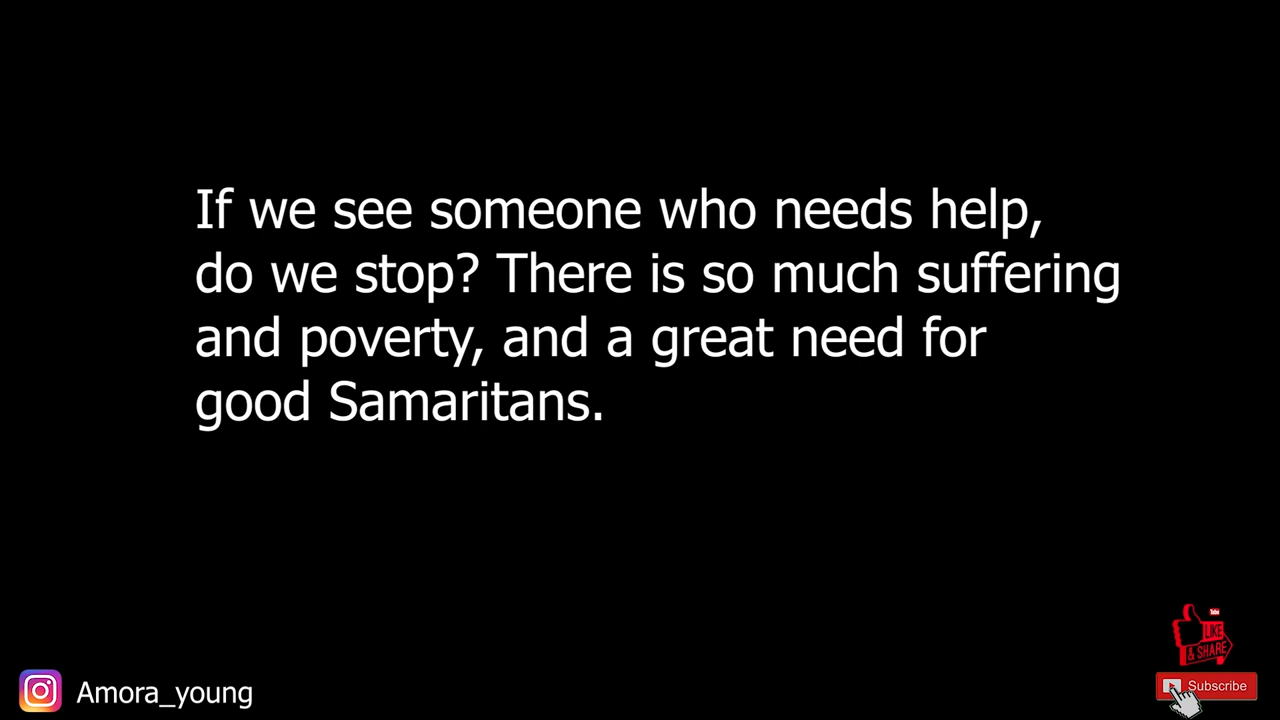 If we see someone who needs help,
do we stop? There is so much suffering
and poverty, and a great need for
good Samaritans.
LIKE
& SHARE
Subscribe
Amora_young